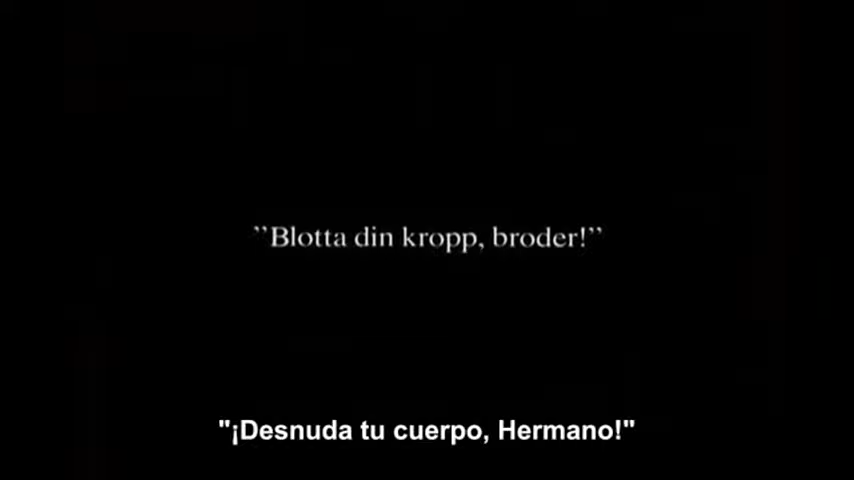 ”Blotta din kropp, broder!”
"¡Desnuda tu cuerpo, Hermano!"